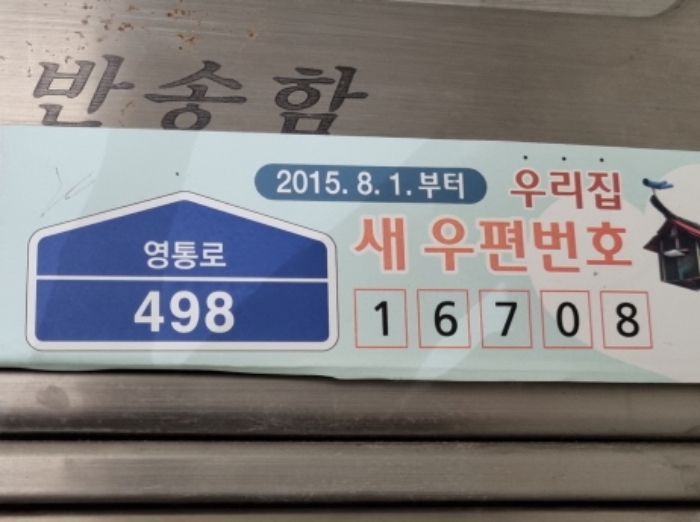 반송함
2015. 8. 1. 부터 우리집
새 우편번호
영통로
498
1 6 7 0 8